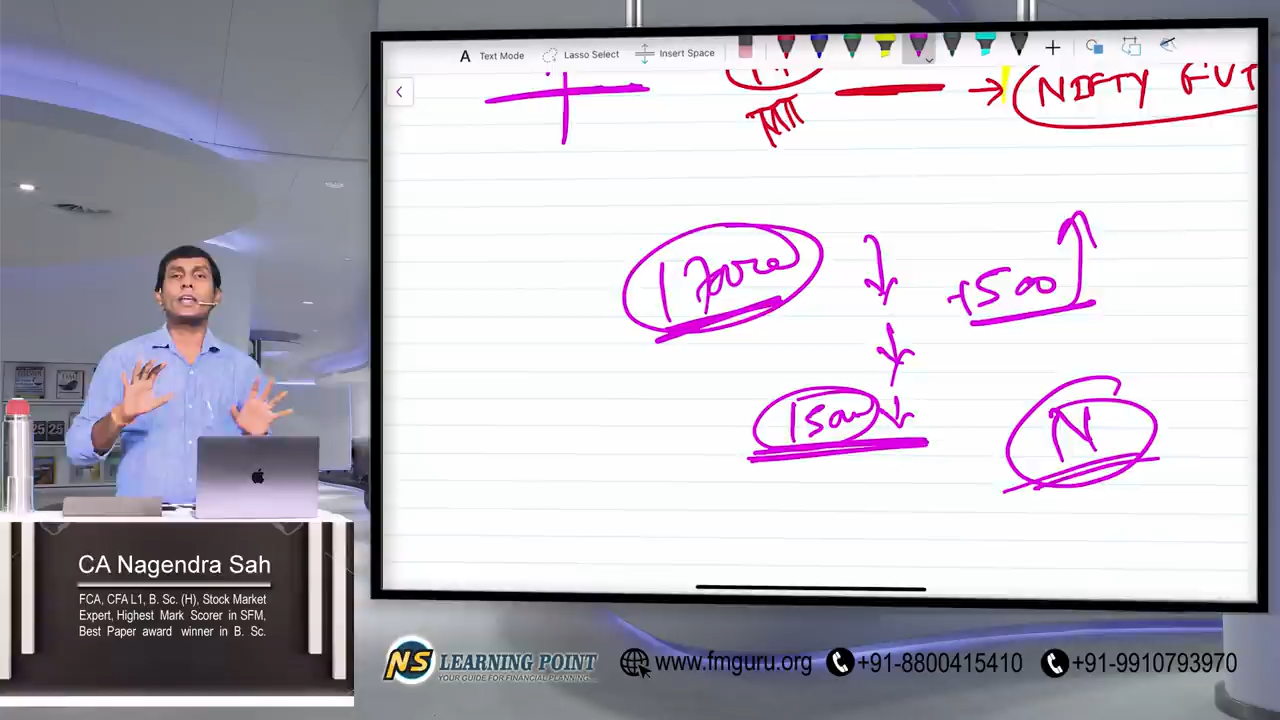 A Text Mode
Lasso Select
Insert Space
NIFTY FUT
+500
N
25 25
CA Nagendra Sah
FCA, CFA L1, B. Sc. (H), Stock Market
Expert, Highest Mark Scorer in SFM,
Best Paper award winner in B. Sc.
NS LEARNING POINT
YOUR GUIDE FOR FINANCIAL PLANNING....
www.fmguru.org
+91-8800415410
+91-9910793970